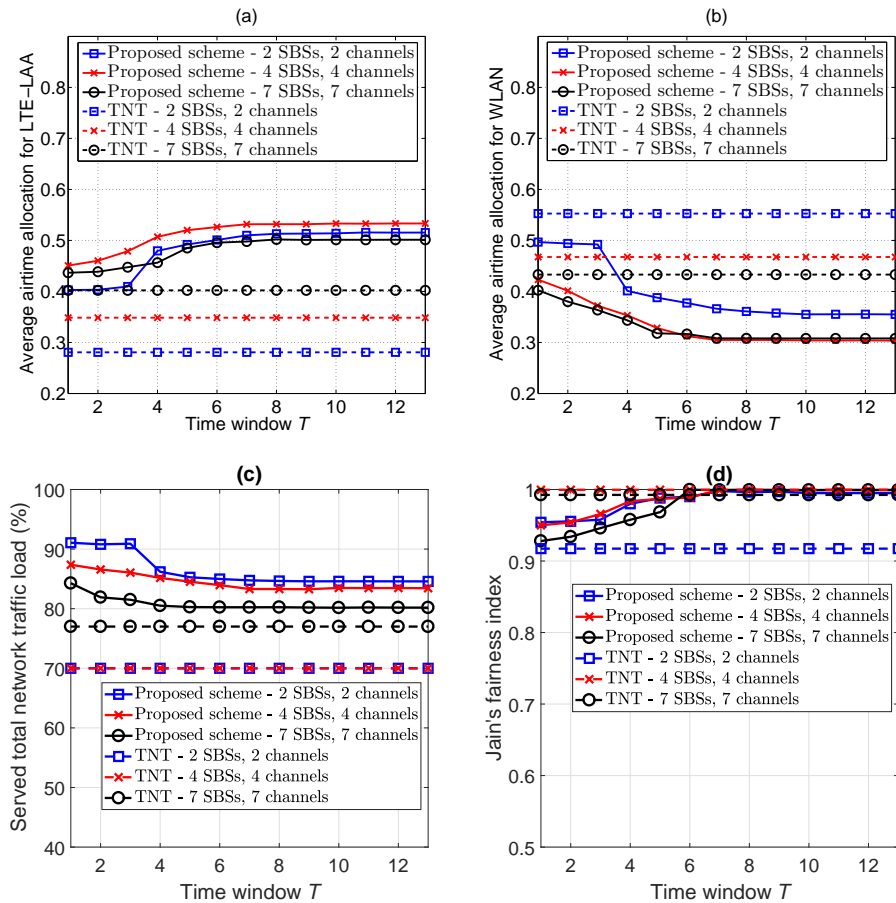 (a)
Average airtime allocation for LTE-LAA
0.8
0.7
0.6
0.5
0.4
0.3
0.2
Proposed scheme - 2 SBSs, 2 channels
Proposed scheme - 4 SBSs, 4 channels
Proposed scheme - 7 SBSs, 7 channels
TNT - 2 SBSs, 2 channels
TNT - 4 SBSs, 4 channels
TNT - 7 SBSs, 7 channels
2 4 6 8 10 12
Time window T
(b)
Average airtime allocation for WLAN
0.8
0.7
0.6
0.5
0.4
0.3
0.2
Proposed scheme - 2 SBSs, 2 channels
Proposed scheme - 4 SBSs, 4 channels
Proposed scheme - 7 SBSs, 7 channels
TNT - 2 SBSs, 2 channels
TNT - 4 SBSs, 4 channels
TNT - 7 SBSs, 7 channels
2 4 6 8 10 12
Time window T
(c)
Served total network traffic load (%)
100
90
80
70
60
50
40
Proposed scheme - 2 SBSs, 2 channels
Proposed scheme - 4 SBSs, 4 channels
Proposed scheme - 7 SBSs, 7 channels
TNT - 2 SBSs, 2 channels
TNT - 4 SBSs, 4 channels
TNT - 7 SBSs, 7 channels
2 4 6 8 10 12
Time window T
(d)
Jain's fairness index
1
0.9
0.8
0.7
0.6
0.5
Proposed scheme - 2 SBSs, 2 channels
Proposed scheme - 4 SBSs, 4 channels
Proposed scheme - 7 SBSs, 7 channels
TNT - 2 SBSs, 2 channels
TNT - 4 SBSs, 4 channels
TNT - 7 SBSs, 7 channels
2 4 6 8 10 12
Time window T